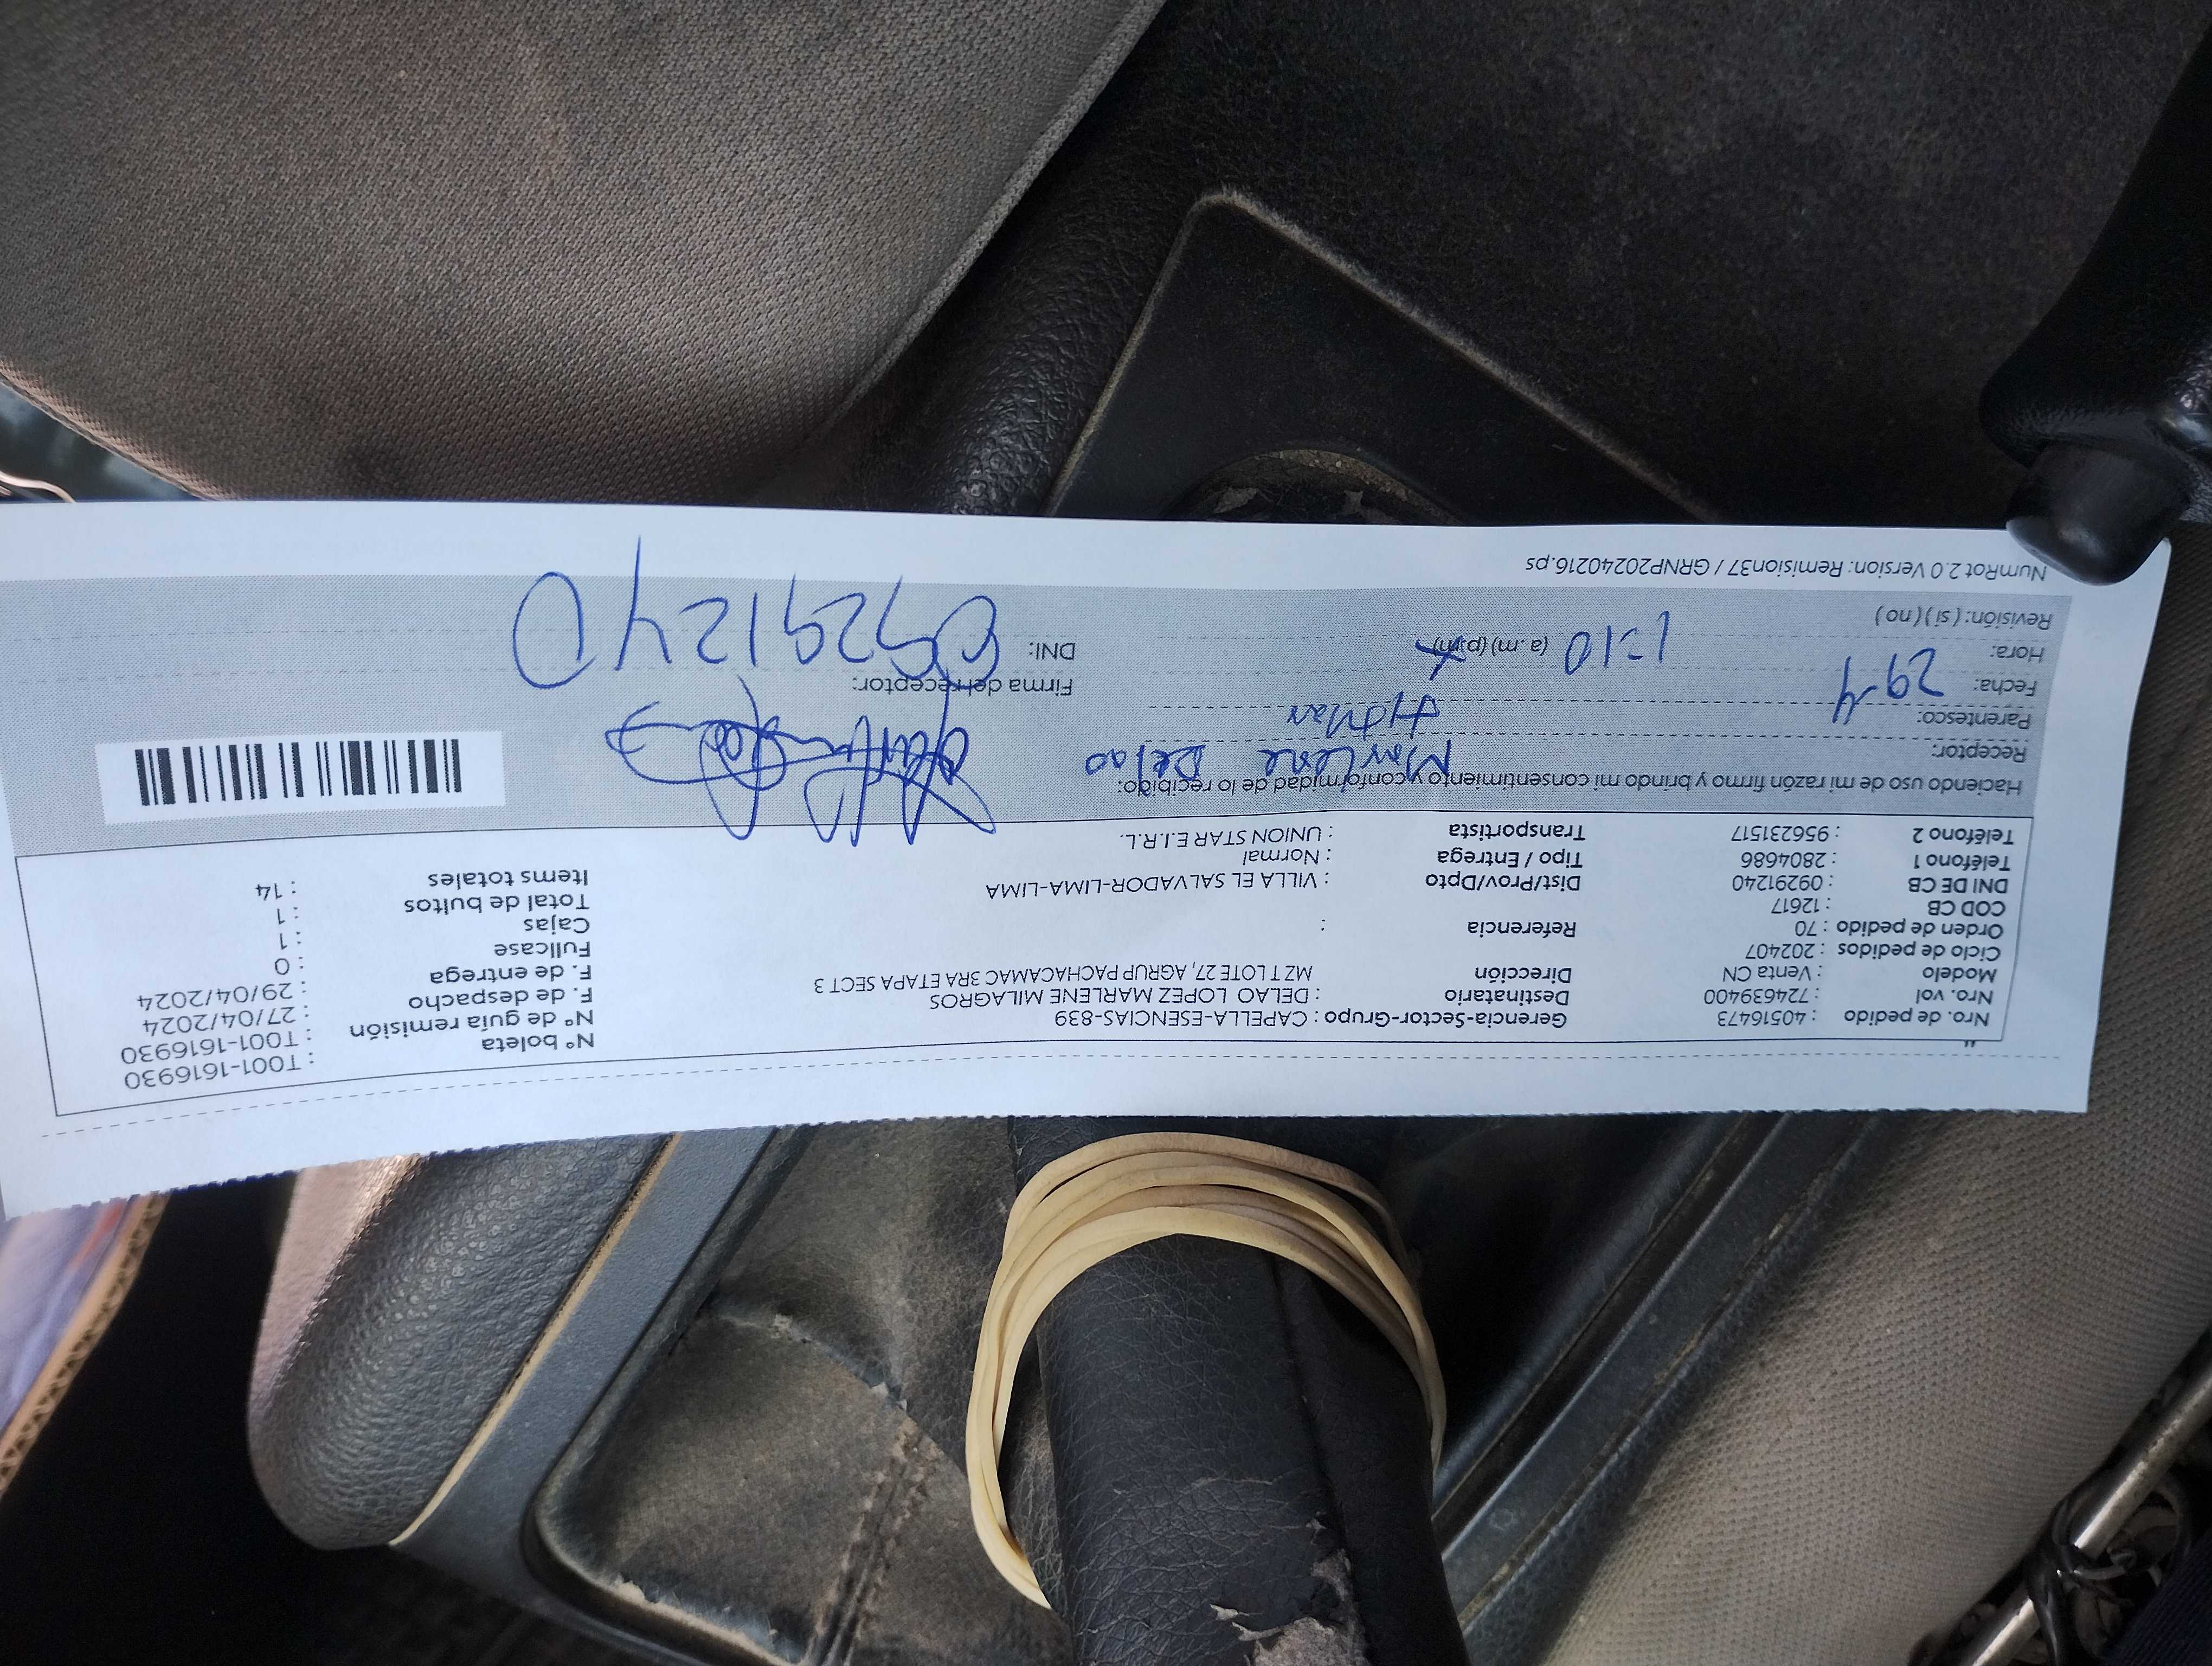 Nro. de pedido : 40516473
Nro. vol : 724639400
Modelo : Venta CN
Ciclo de pedidos : 202407
Orden de pedido : 70
COD CB : 12617
DNI DE CB : 09291240
Teléfono 1 : 2804686
Teléfono 2 : 956231517
Gerencia-Sector-Grupo : CAPELLA-ESENCIAS-839
Destinatario : DELAO LOPEZ MARLENE MILAGROS
Dirección MZ T LOTE 27, AGRUP PACHACAMAC 3RA ETAPA SECT 3
Referencia :
Dist/Prov/Dpto : VILLA EL SALVADOR-LIMA-LIMA
Tipo / Entrega : Normal
Transportista : UNION STAR E.I.R.L.
N° boleta : T001-1616930
N° de guía remisión : T001-1616930
F. de despacho : 27/04/2024
F. de entrega : 29/04/2024
Fullcase : 0
Cajas : 1
Total de bultos : 1
Items totales : 14
Haciendo uso de mi razón firmo y brindo mi consentimiento y conformidad de lo recibido:
Receptor: Marlene Delao
Parentesco: Titular
Fecha: 29-4
Hora: 1=10 (a.m) (p.m)
Revisión: ( si ) ( no )
Firma del receptor:
DNI: 09291240
NumRot 2.0 Version: Remision37 / GRNP20240216.ps